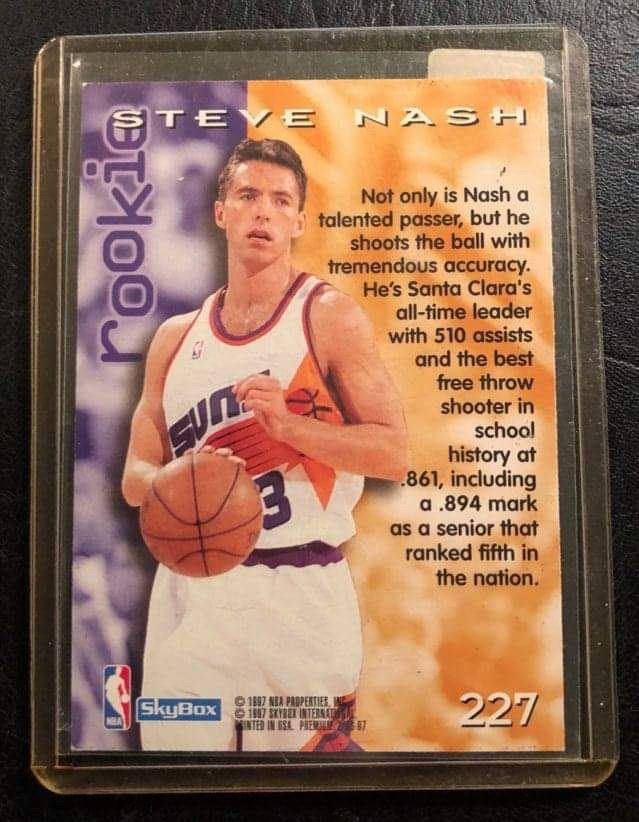 STEVE NASH
rookie
Not only is Nash a
talented passer, but he
shoots the ball with
tremendous accuracy.
He's Santa Clara's
all-time leader
with 510 assists
and the best
free throw
shooter in
school
history at
.861, including
a .894 mark
as a senior that
ranked fifth in
the nation.
SUNS
3
NBA
SkyBox
© 1997 NBA PROPERTIES, INC.
© 1997 SKYBOX INTERNATIONAL
PRINTED IN USA. PREMIUM
227